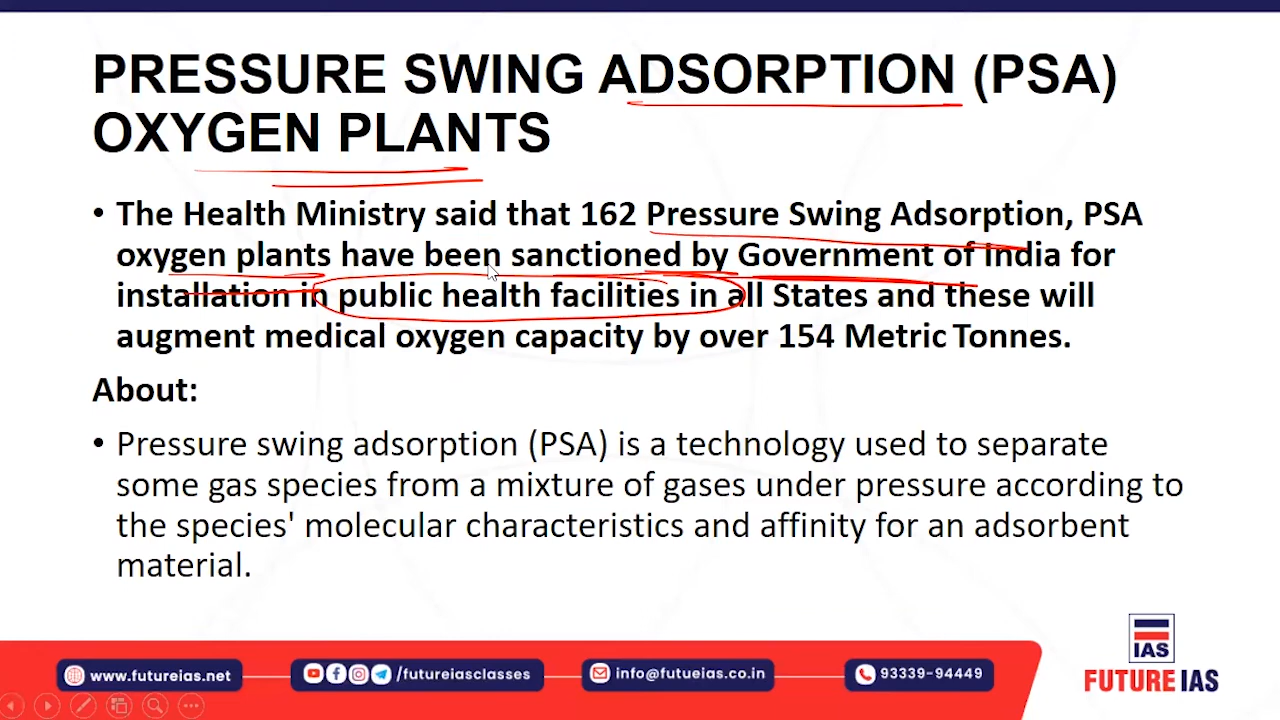 PRESSURE SWING ADSORPTION (PSA)
OXYGEN PLANTS
• The Health Ministry said that 162 Pressure Swing Adsorption, PSA
oxygen plants have been sanctioned by Government of India for
installation in public health facilities in all States and these will
augment medical oxygen capacity by over 154 Metric Tonnes.
About:
• Pressure swing adsorption (PSA) is a technology used to separate
some gas species from a mixture of gases under pressure according to
the species' molecular characteristics and affinity for an adsorbent
material.
IAS
FUTURE IAS
www.futureias.net
/futureiasclasses
info@futueias.co.in
93339-94449